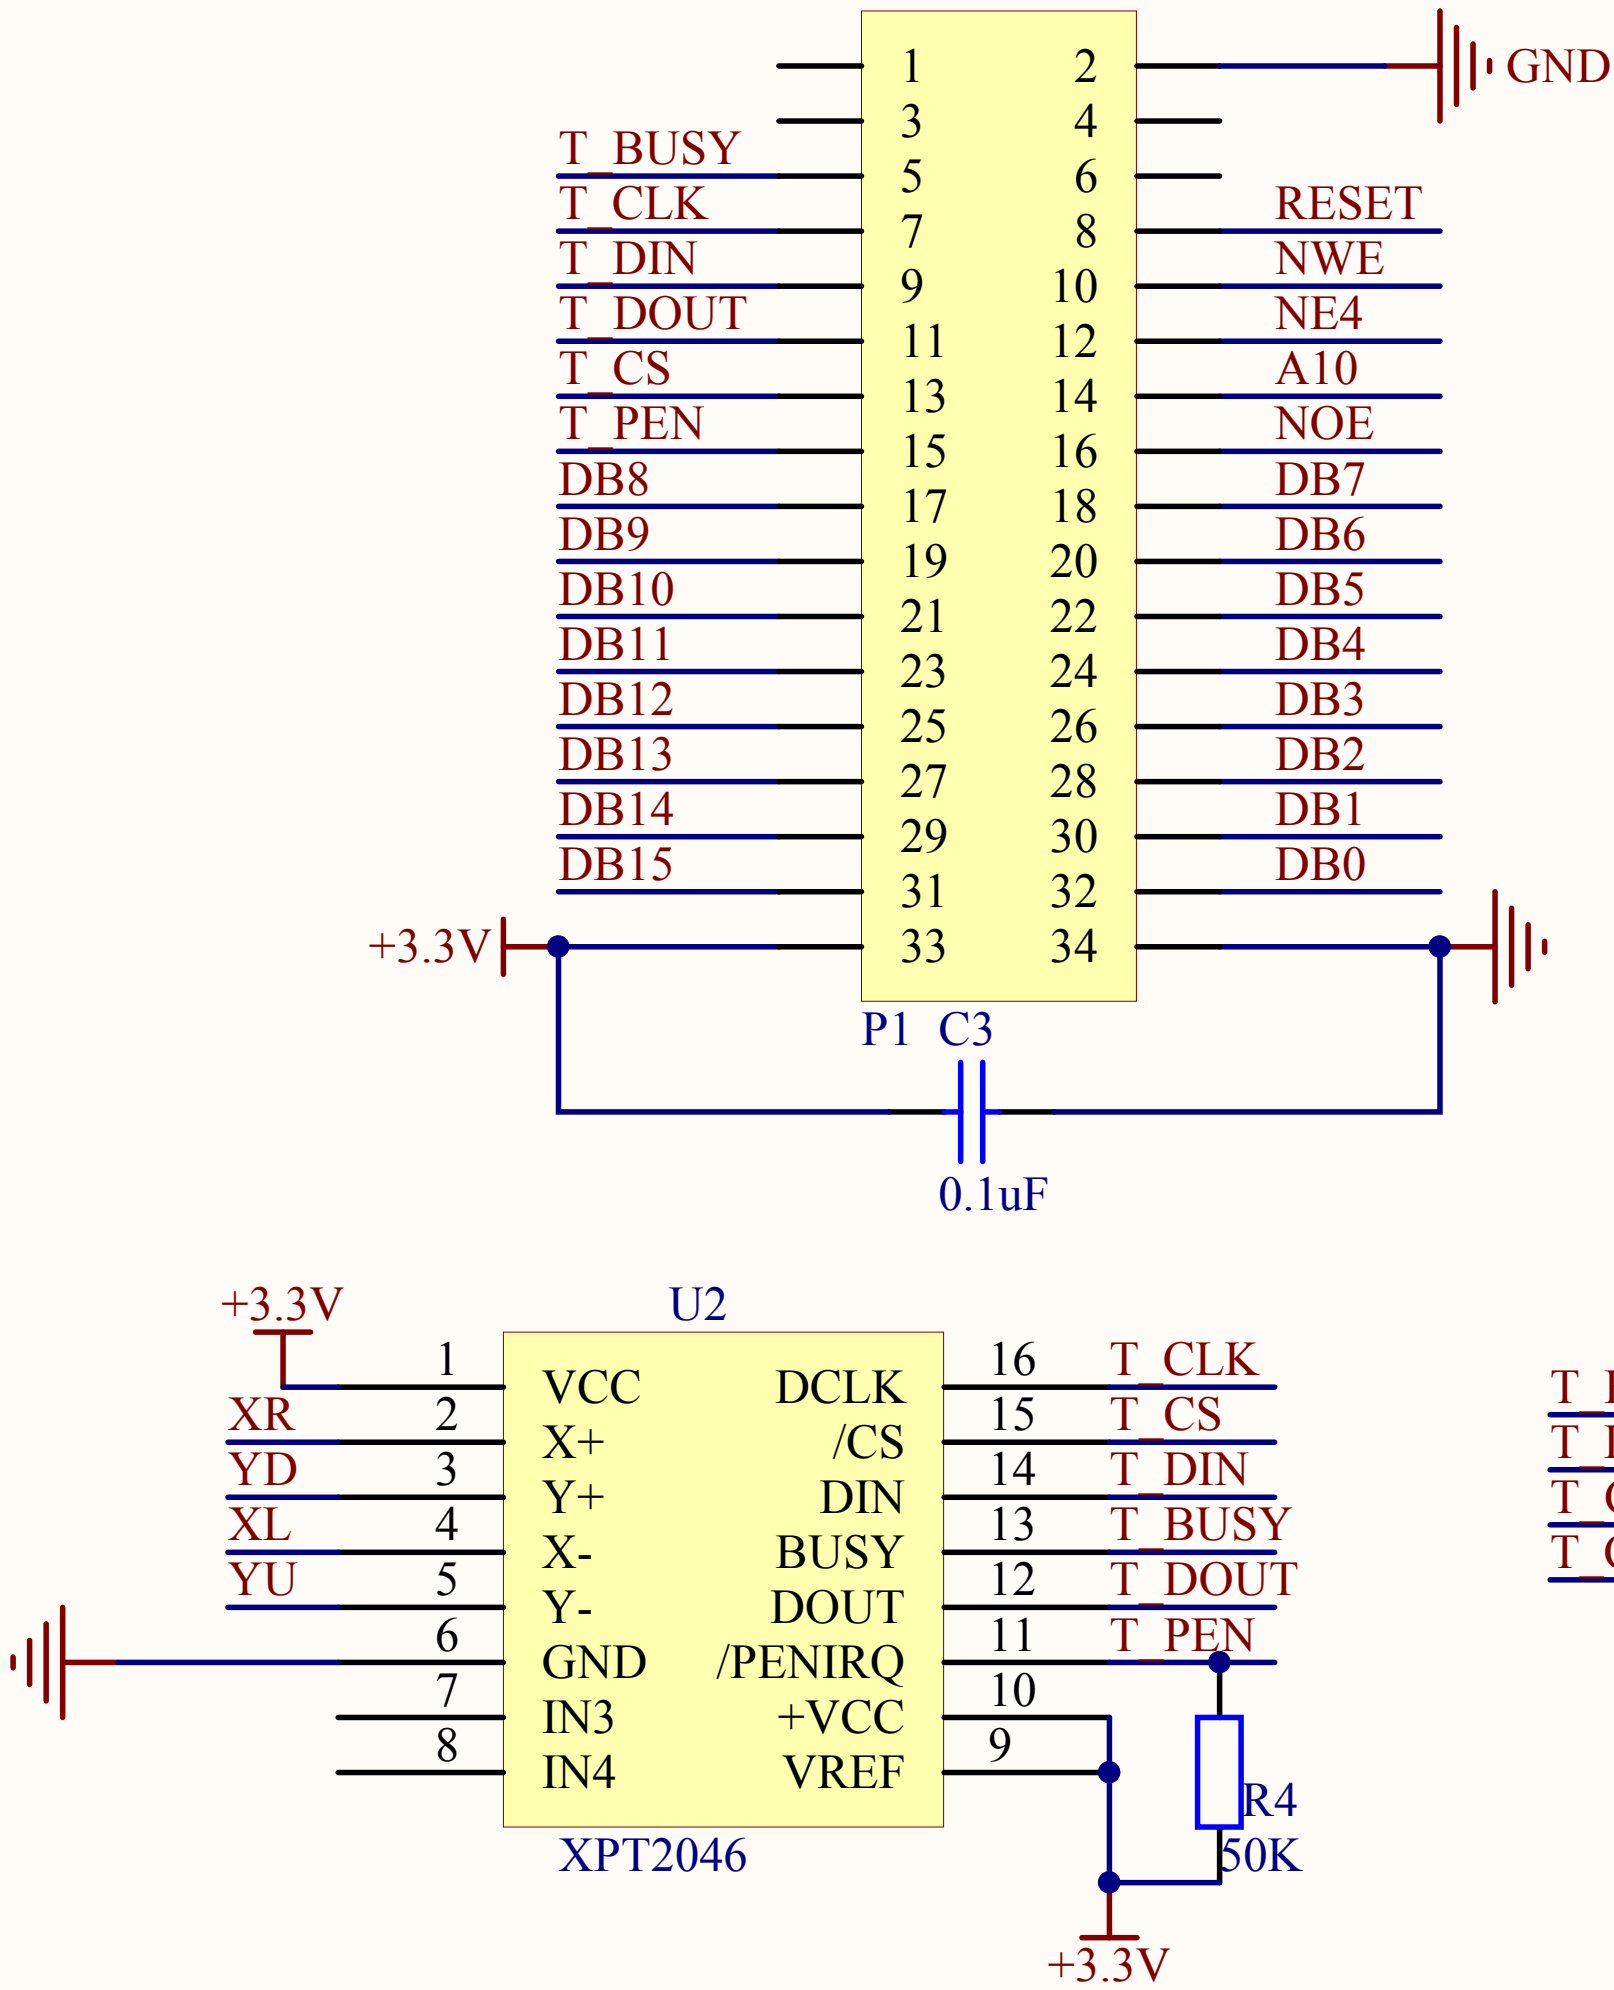 1 2 GND
3 4
T_BUSY 5 6
T_CLK 7 8 RESET
T_DIN 9 10 NWE
T_DOUT 11 12 NE4
T_CS 13 14 A10
T_PEN 15 16 NOE
DB8 17 18 DB7
DB9 19 20 DB6
DB10 21 22 DB5
DB11 23 24 DB4
DB12 25 26 DB3
DB13 27 28 DB2
DB14 29 30 DB1
DB15 31 32 DB0
+3.3V 33 34
P1 C3
0.1uF
+3.3V U2
1 VCC DCLK 16 T_CLK
XR 2 X+ /CS 15 T_CS
YD 3 Y+ DIN 14 T_DIN
XL 4 X- BUSY 13 T_BUSY
YU 5 Y- DOUT 12 T_DOUT
6 GND /PENIRQ 11 T_PEN
7 IN3 +VCC 10
8 IN4 VREF 9
R4
XPT2046 50K
+3.3V